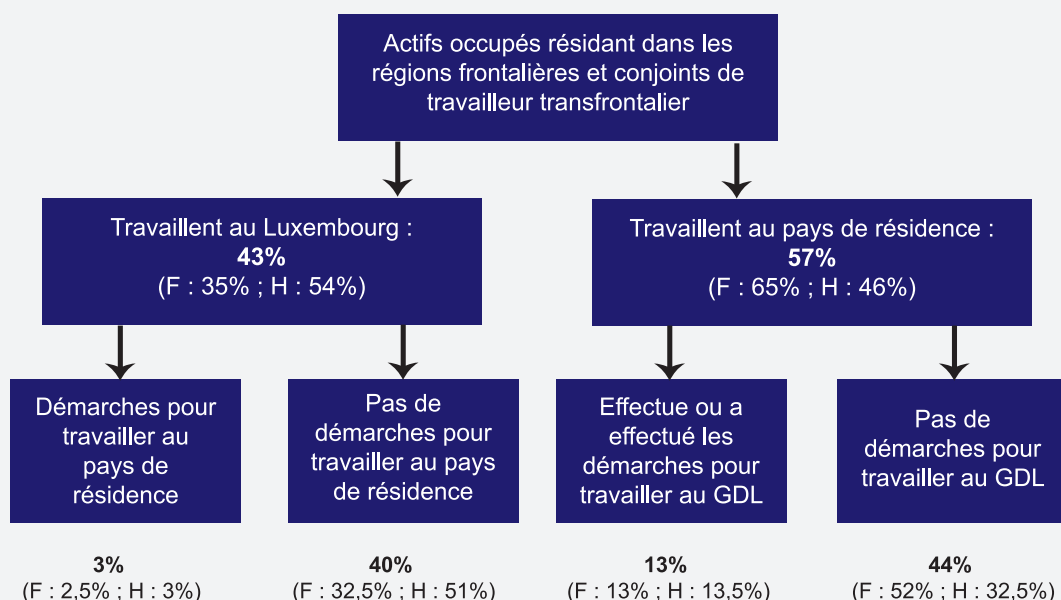 Actifs occupés résidant dans les
régions frontalières et conjoints de
travailleur transfrontalier
Travaillent au Luxembourg :
43%
(F : 35% ; H : 54%)
Travaillent au pays de résidence :
57%
(F : 65% ; H : 46%)
Démarches pour
travailler au
pays de
résidence
Pas de
démarches pour
travailler au pays
de résidence
Effectue ou a
effectué les
démarches pour
travailler au GDL
Pas de
démarches pour
travailler au GDL
3%
(F : 2,5% ; H : 3%)
40%
(F : 32,5% ; H : 51%)
13%
(F : 13% ; H : 13,5%)
44%
(F : 52% ; H : 32,5%)